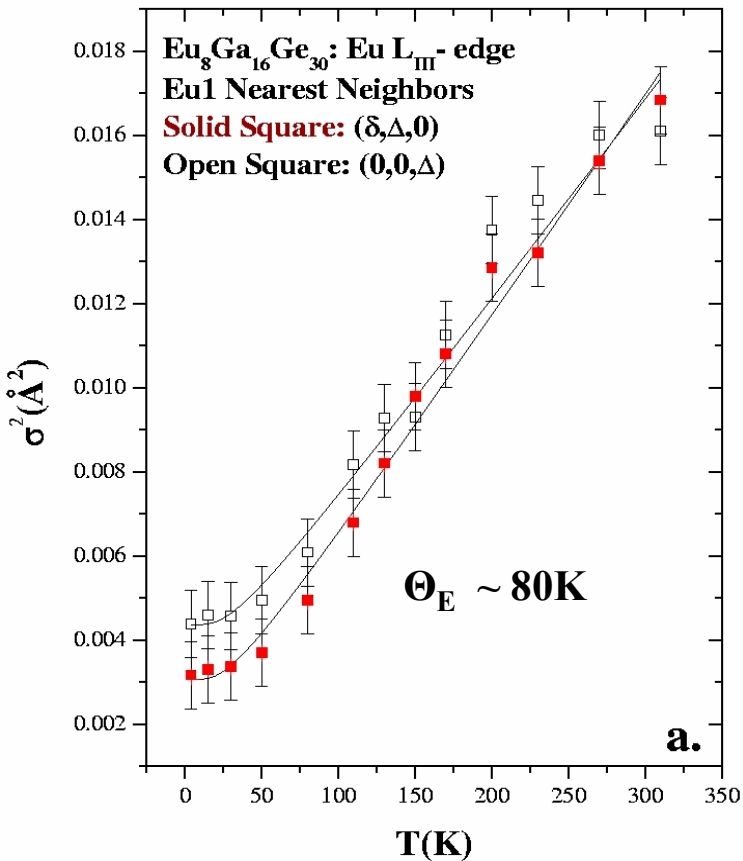 Eu₈Ga₁₆Ge₃₀: Eu L_III- edge
Eu1 Nearest Neighbors
Solid Square: (δ,Δ,0)
Open Square: (0,0,Δ)
0.018
0.016
0.014
0.012
0.010
0.008
0.006
0.004
0.002
σ²(Å²)
Θ_E ~ 80K
a.
0 50 100 150 200 250 300 350
T(K)